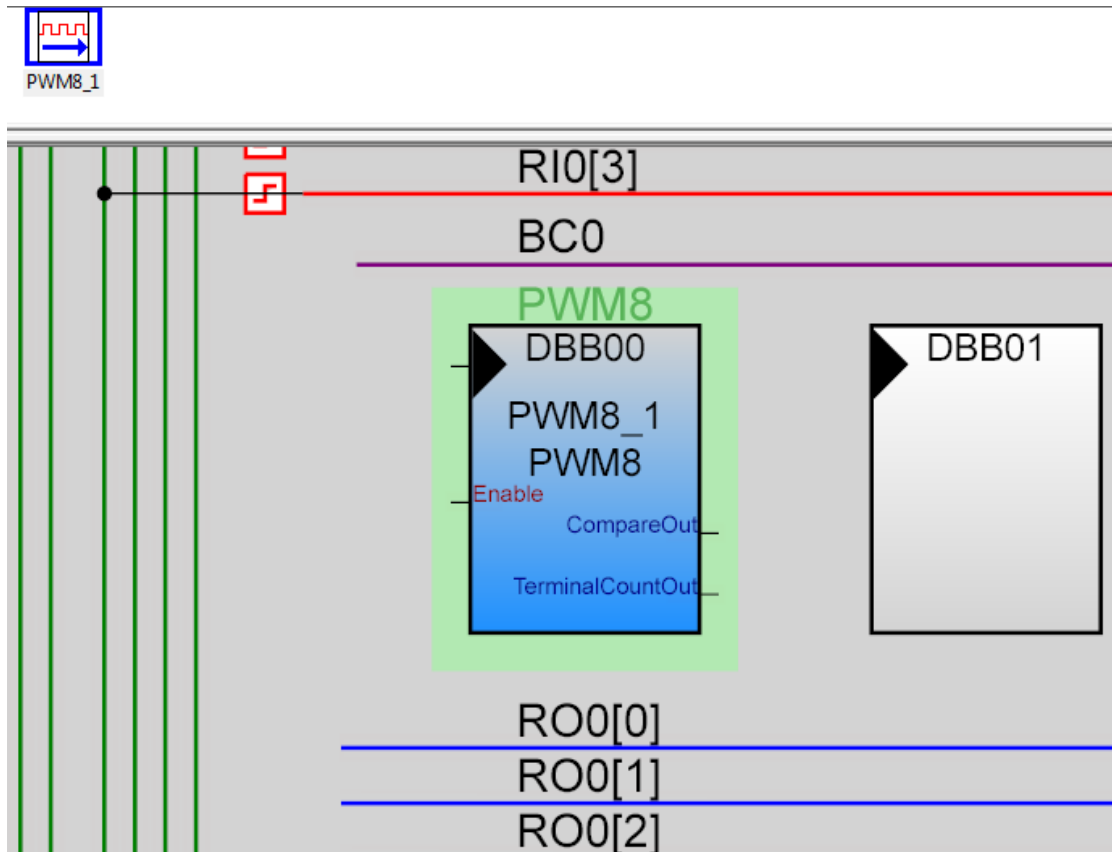 PWM8_1
RI0[3]
BC0
PWM8
DBB00
PWM8_1
PWM8
Enable
CompareOut
TerminalCountOut
DBB01
RO0[0]
RO0[1]
RO0[2]